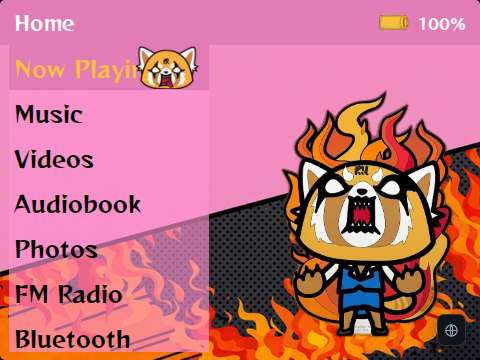 Home
100%
Now Playin
Music
Videos
Audiobook
Photos
FM Radio
Bluetooth